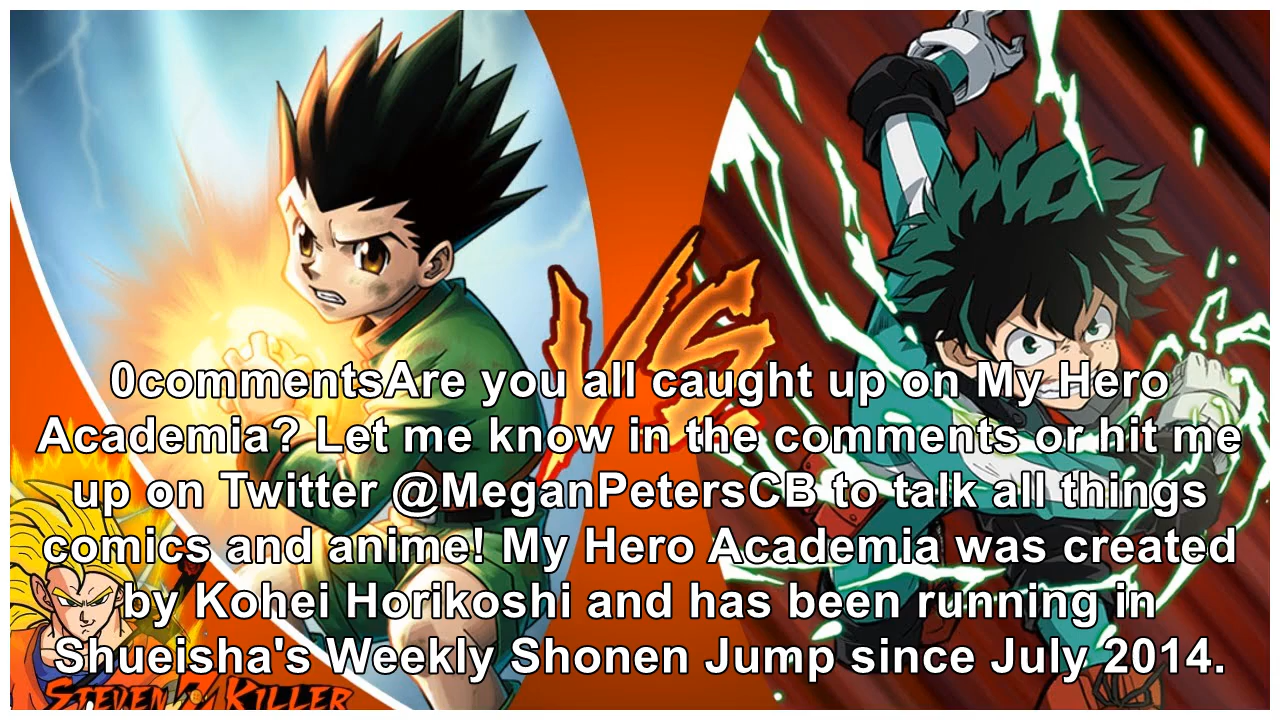 VS
0commentsAre you all caught up on My Hero
Academia? Let me know in the comments or hit me
up on Twitter @MeganPetersCB to talk all things
comics and anime! My Hero Academia was created
by Kohei Horikoshi and has been running in
Shueisha's Weekly Shonen Jump since July 2014.
STEVEN Z KILLER